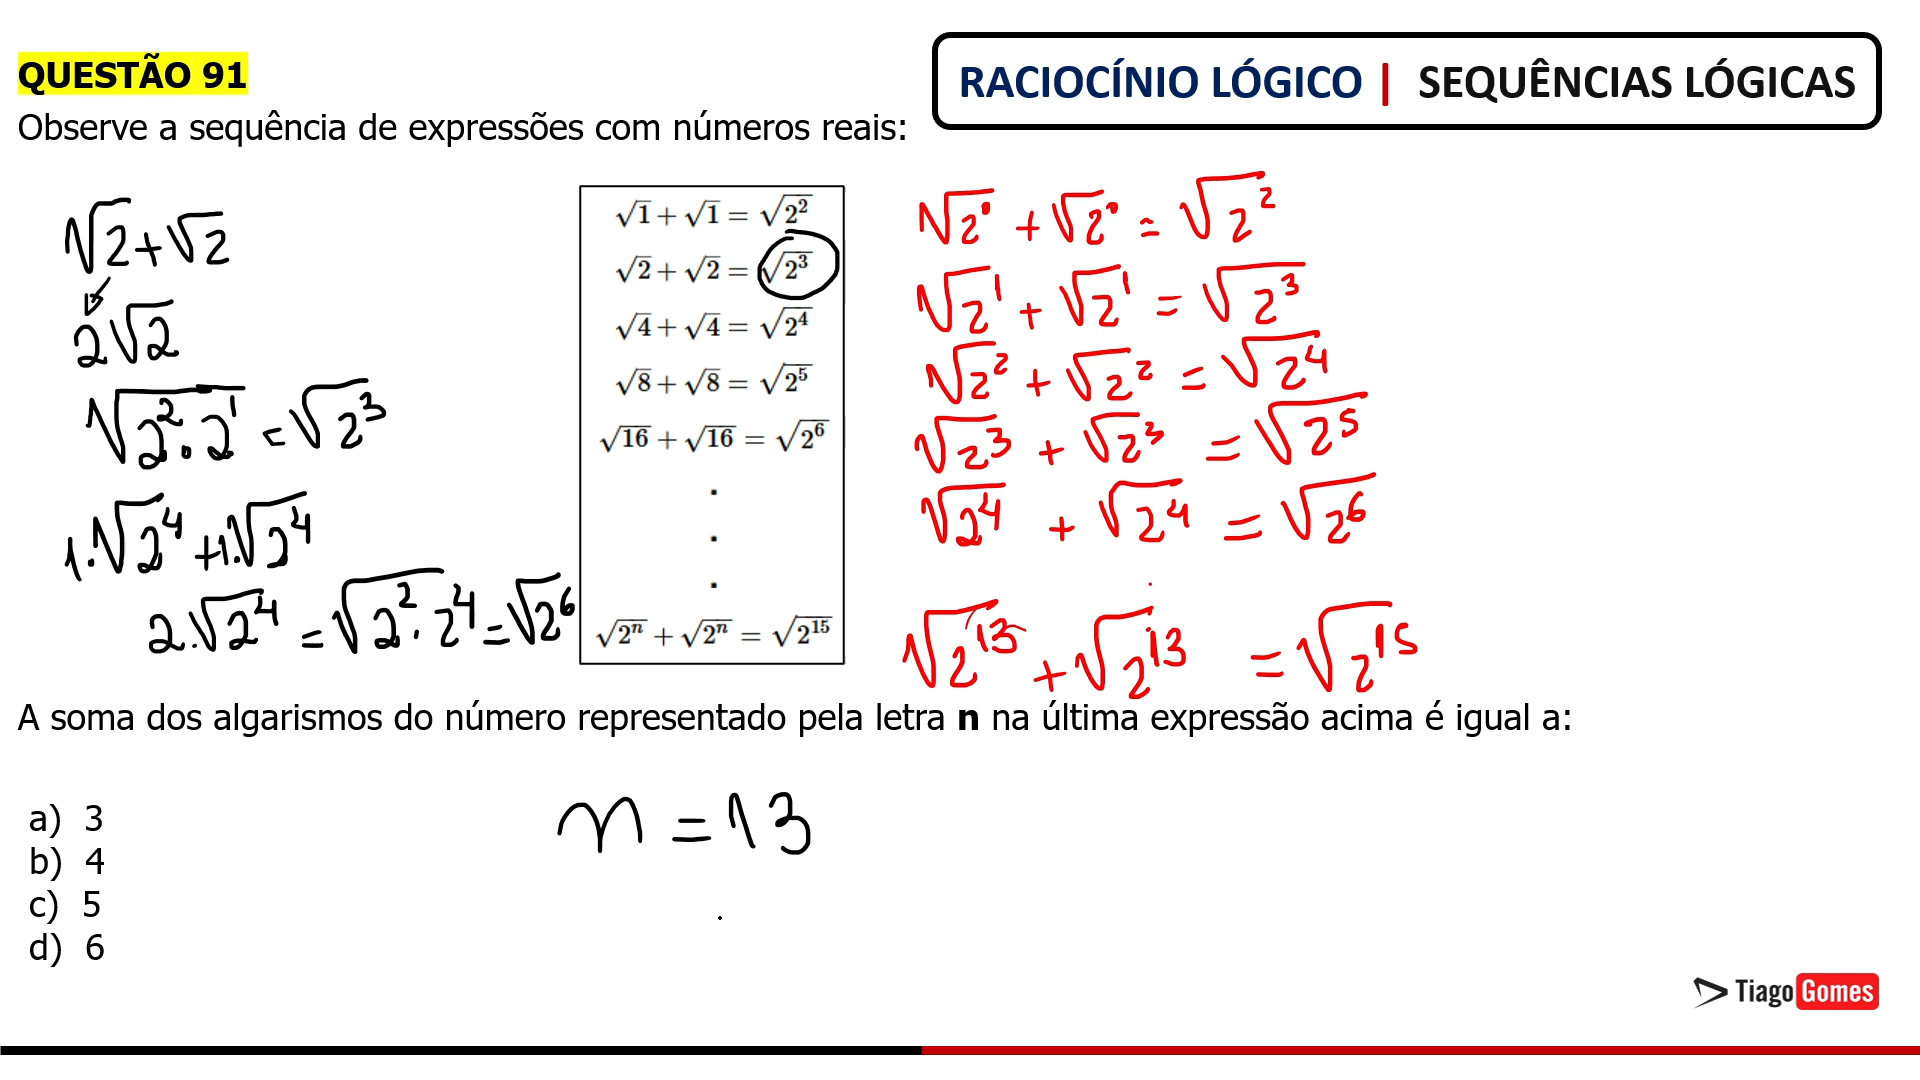 QUESTÃO 91
RACIOCÍNIO LÓGICO | SEQUÊNCIAS LÓGICAS
Observe a sequência de expressões com números reais:
√2 + √2
2√2
√2².2¹ = √2³
1.√2⁴ + 1.√2⁴
2.√2⁴ = √2².2⁴ = √2⁶
√1 + √1 = √2²
√2 + √2 = √2³
√4 + √4 = √2⁴
√8 + √8 = √2⁵
√16 + √16 = √2⁶
.
.
.
√2ⁿ + √2ⁿ = √2¹⁵
√2⁰ + √2⁰ = √2²
√2¹ + √2¹ = √2³
√2² + √2² = √2⁴
√2³ + √2³ = √2⁵
√2⁴ + √2⁴ = √2⁶
√2¹³ + √2¹³ = √2¹⁵
A soma dos algarismos do número representado pela letra n na última expressão acima é igual a:
n = 13
a) 3
b) 4
c) 5
d) 6
Tiago Gomes